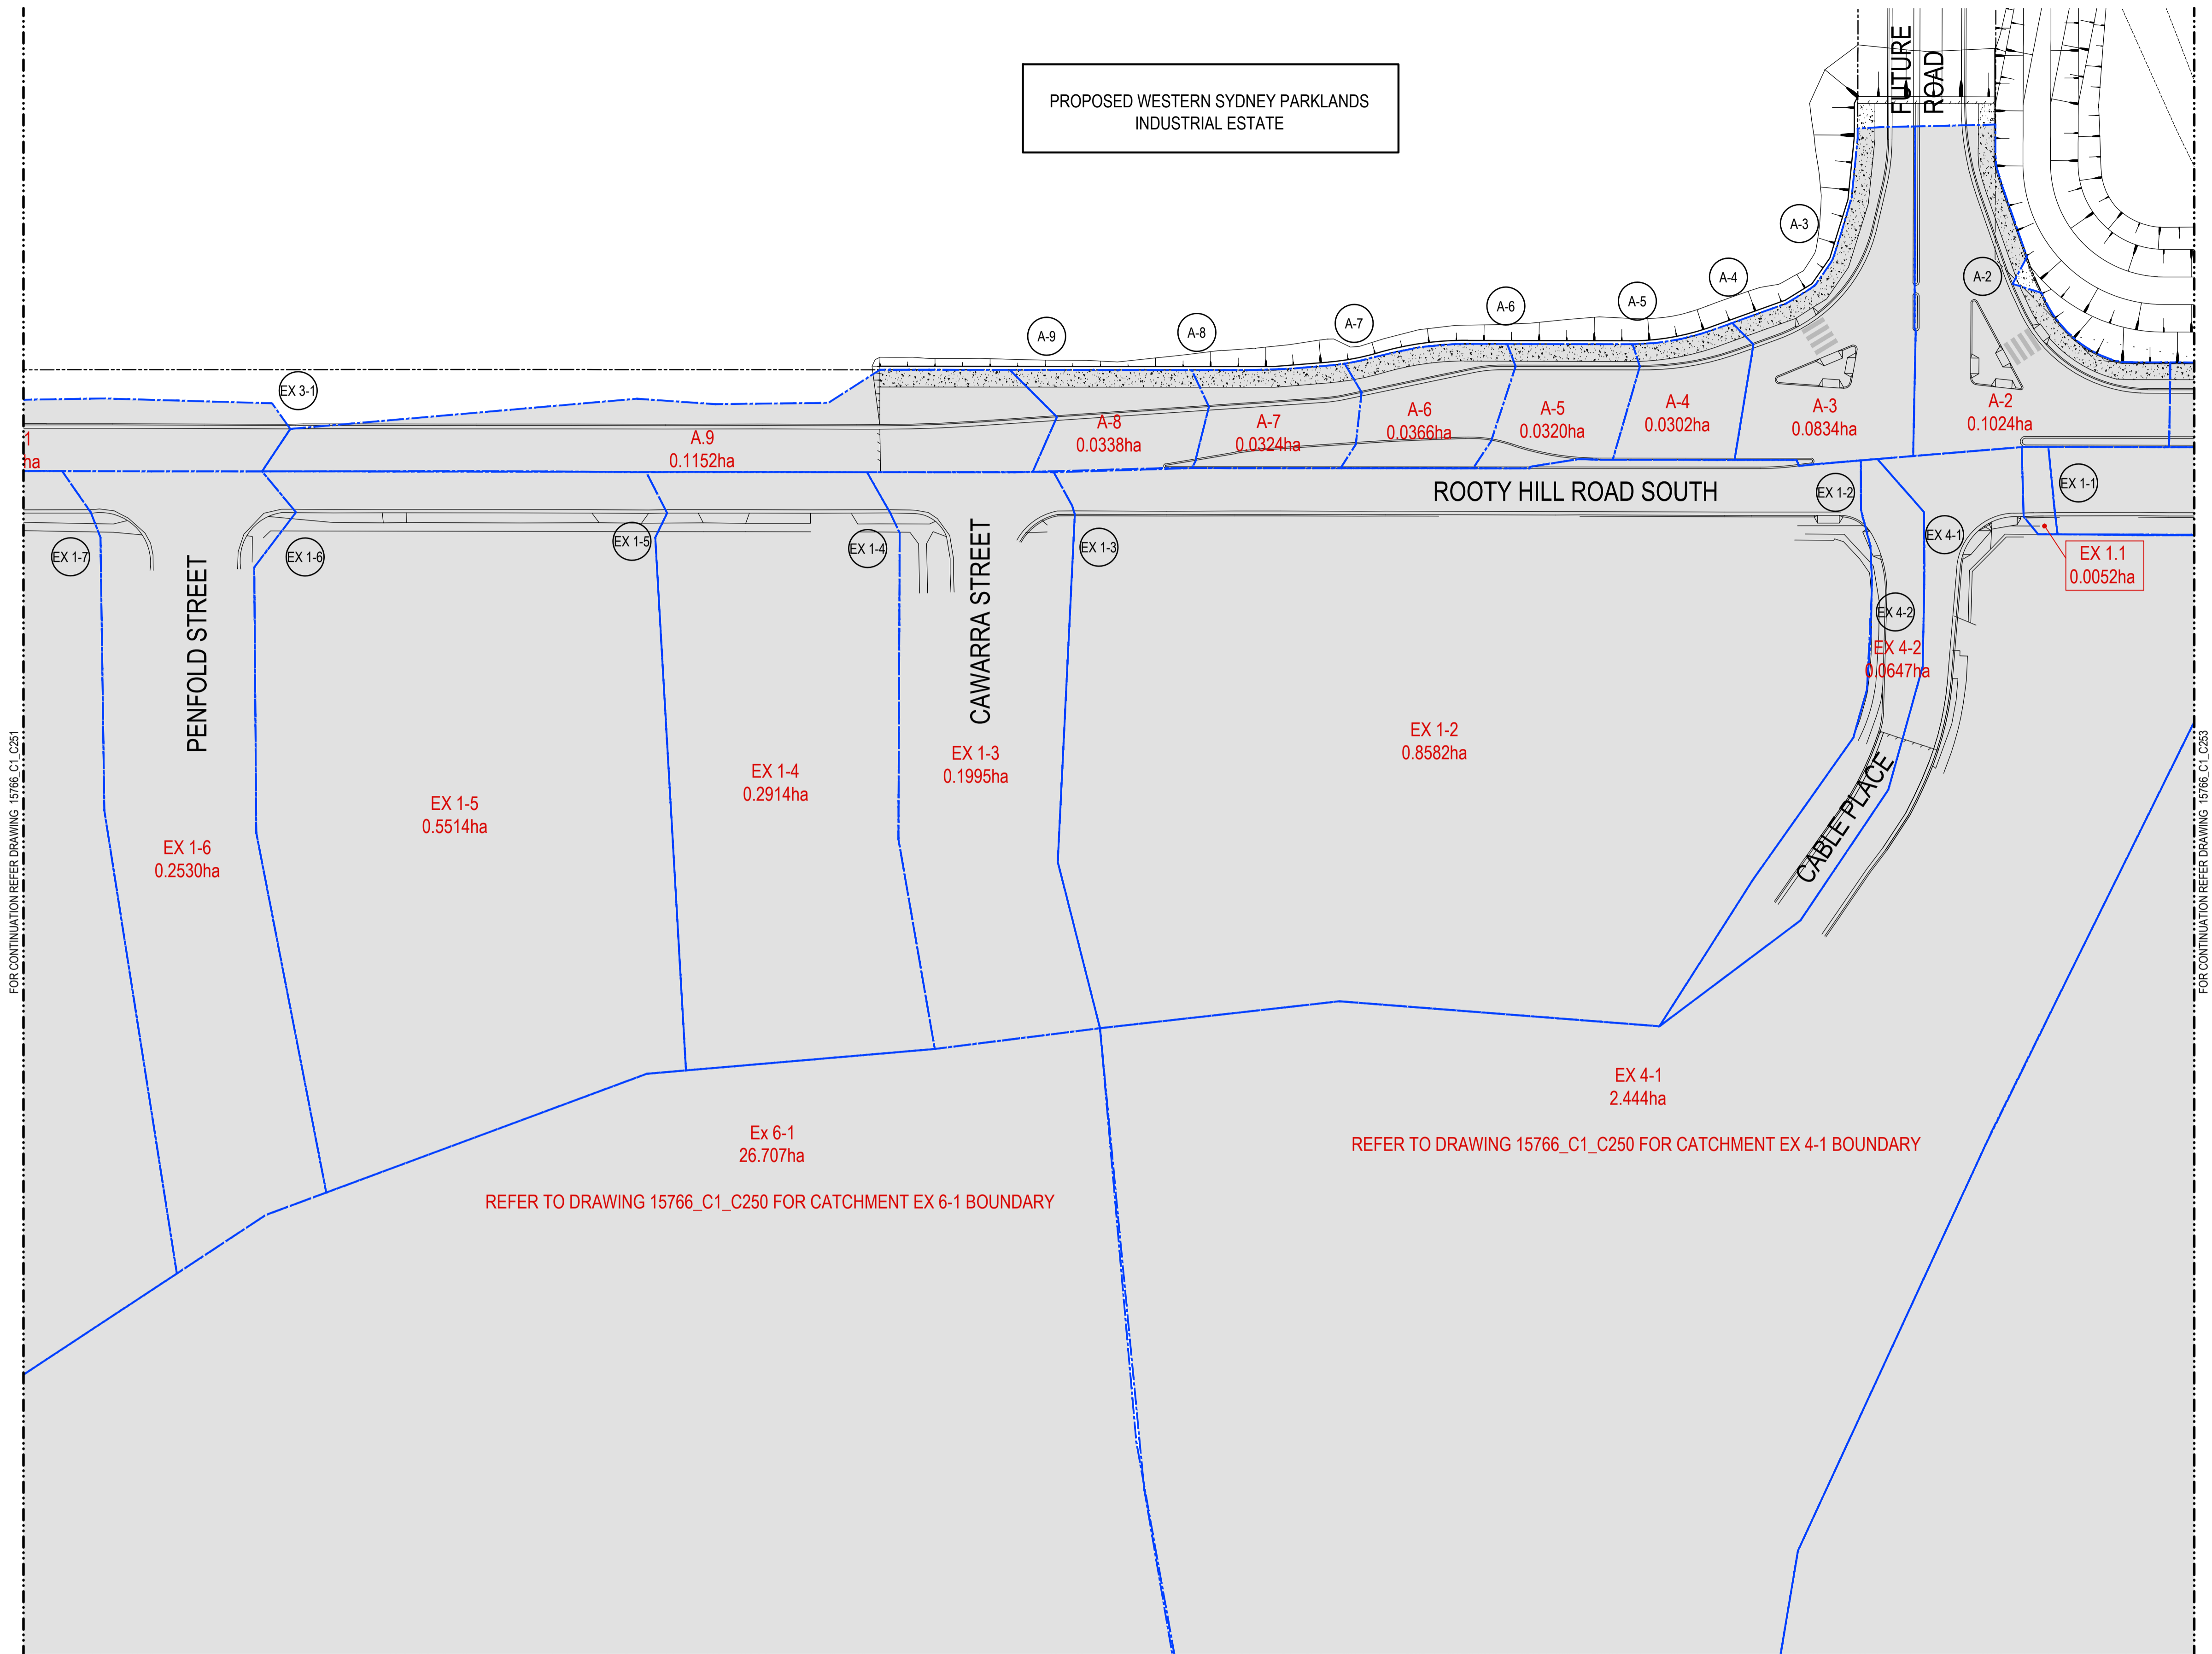 FUTURE
ROAD
PROPOSED WESTERN SYDNEY PARKLANDS
INDUSTRIAL ESTATE
A-3
A-4
A-2
A-5
A-6
A-7
A-8
A-9
EX 3-1
1
ha
A.9
0.1152ha
A-8
0.0338ha
A-7
0.0324ha
A-6
0.0366ha
A-5
0.0320ha
A-4
0.0302ha
A-3
0.0834ha
A-2
0.1024ha
ROOTY HILL ROAD SOUTH
EX 1-2
EX 1-1
EX 4-1
EX 1-7
EX 1-6
EX 1-5
EX 1-4
EX 1-3
EX 1.1
0.0052ha
EX 4-2
EX 4-2
0.0647ha
PENFOLD STREET
CAWARRA STREET
CABLE PLACE
EX 1-2
0.8582ha
EX 1-3
0.1995ha
EX 1-4
0.2914ha
EX 1-5
0.5514ha
EX 1-6
0.2530ha
EX 4-1
2.444ha
REFER TO DRAWING 15766_C1_C250 FOR CATCHMENT EX 4-1 BOUNDARY
Ex 6-1
26.707ha
REFER TO DRAWING 15766_C1_C250 FOR CATCHMENT EX 6-1 BOUNDARY
FOR CONTINUATION REFER DRAWING 15766_C1_C251
FOR CONTINUATION REFER DRAWING 15766_C1_C253